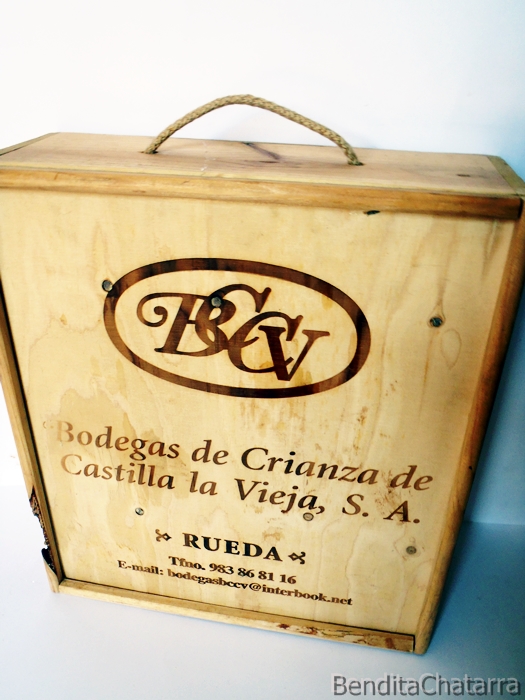 BCCV
Bodegas de Crianza de
Castilla la Vieja, S. A.
RUEDA
Tfno. 983 86 81 16
E-mail: bodegasbccv@interbook.net
BenditaChatarra